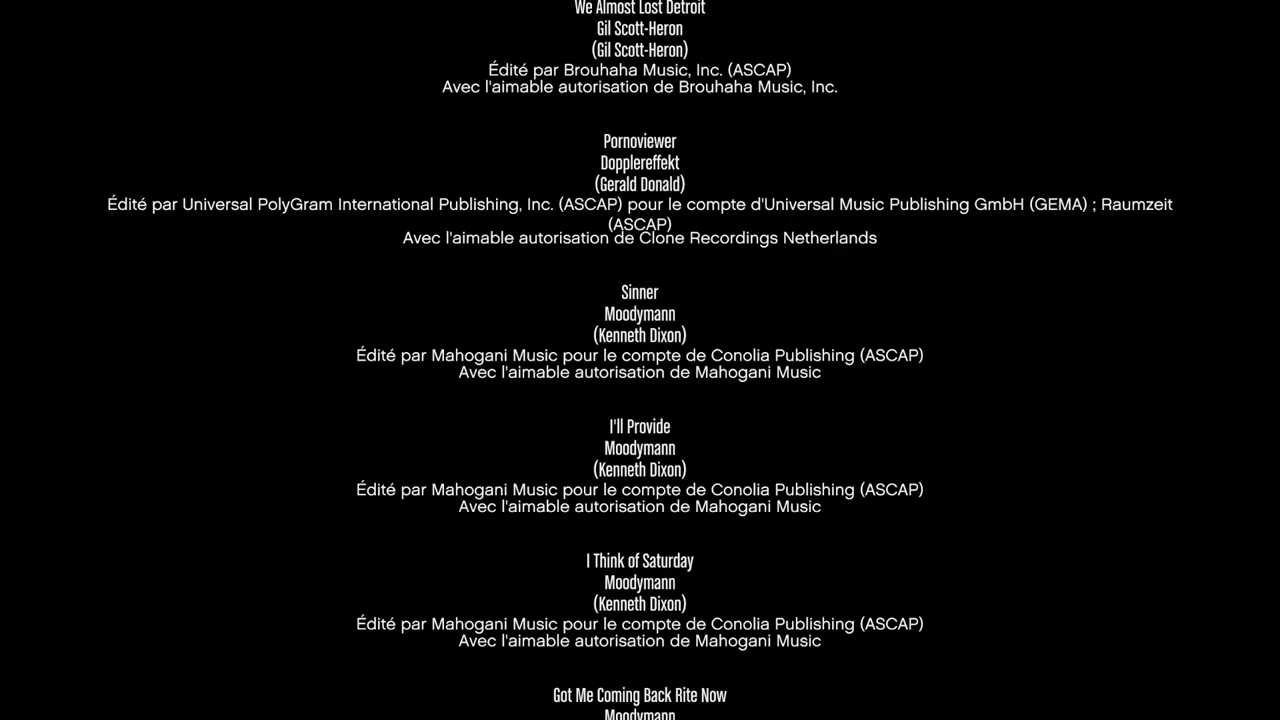 We Almost Lost Detroit
Gil Scott-Heron
(Gil Scott-Heron)
Édité par Brouhaha Music, Inc. (ASCAP)
Avec l'aimable autorisation de Brouhaha Music, Inc.
Pornoviewer
Dopplereffekt
(Gerald Donald)
Édité par Universal PolyGram International Publishing, Inc. (ASCAP) pour le compte d'Universal Music Publishing GmbH (GEMA) ; Raumzeit
(ASCAP)
Avec l'aimable autorisation de Clone Recordings Netherlands
Sinner
Moodymann
(Kenneth Dixon)
Édité par Mahogani Music pour le compte de Conolia Publishing (ASCAP)
Avec l'aimable autorisation de Mahogani Music
I'll Provide
Moodymann
(Kenneth Dixon)
Édité par Mahogani Music pour le compte de Conolia Publishing (ASCAP)
Avec l'aimable autorisation de Mahogani Music
I Think of Saturday
Moodymann
(Kenneth Dixon)
Édité par Mahogani Music pour le compte de Conolia Publishing (ASCAP)
Avec l'aimable autorisation de Mahogani Music
Got Me Coming Back Rite Now
Moodymann